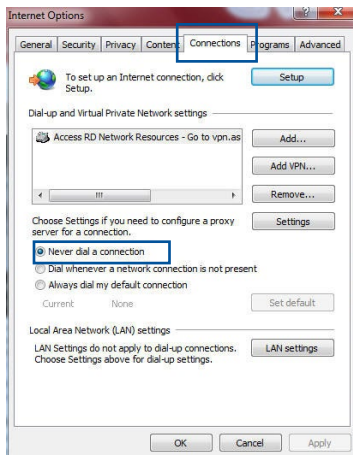 Internet Options
General Security Privacy Content Connections Programs Advanced
To set up an Internet connection, click
Setup.
Setup
Dial-up and Virtual Private Network settings
Access RD Network Resources - Go to vpn.as
Add...
Add VPN...
Remove...
Choose Settings if you need to configure a proxy
server for a connection.
Settings
Never dial a connection
Dial whenever a network connection is not present
Always dial my default connection
Current None
Set default
Local Area Network (LAN) settings
LAN Settings do not apply to dial-up connections.
Choose Settings above for dial-up settings.
LAN settings
OK Cancel Apply